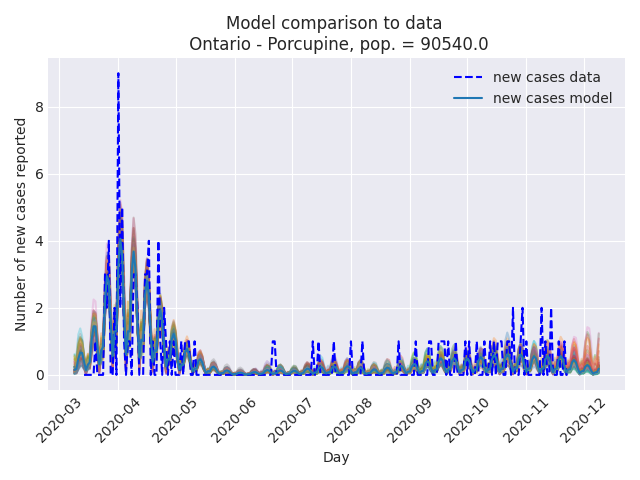 Model comparison to data
Ontario - Porcupine, pop. = 90540.0
new cases data
new cases model
Number of new cases reported
8
6
4
2
0
2020-03
2020-04
2020-05
2020-06
2020-07
2020-08
2020-09
2020-10
2020-11
2020-12
Day